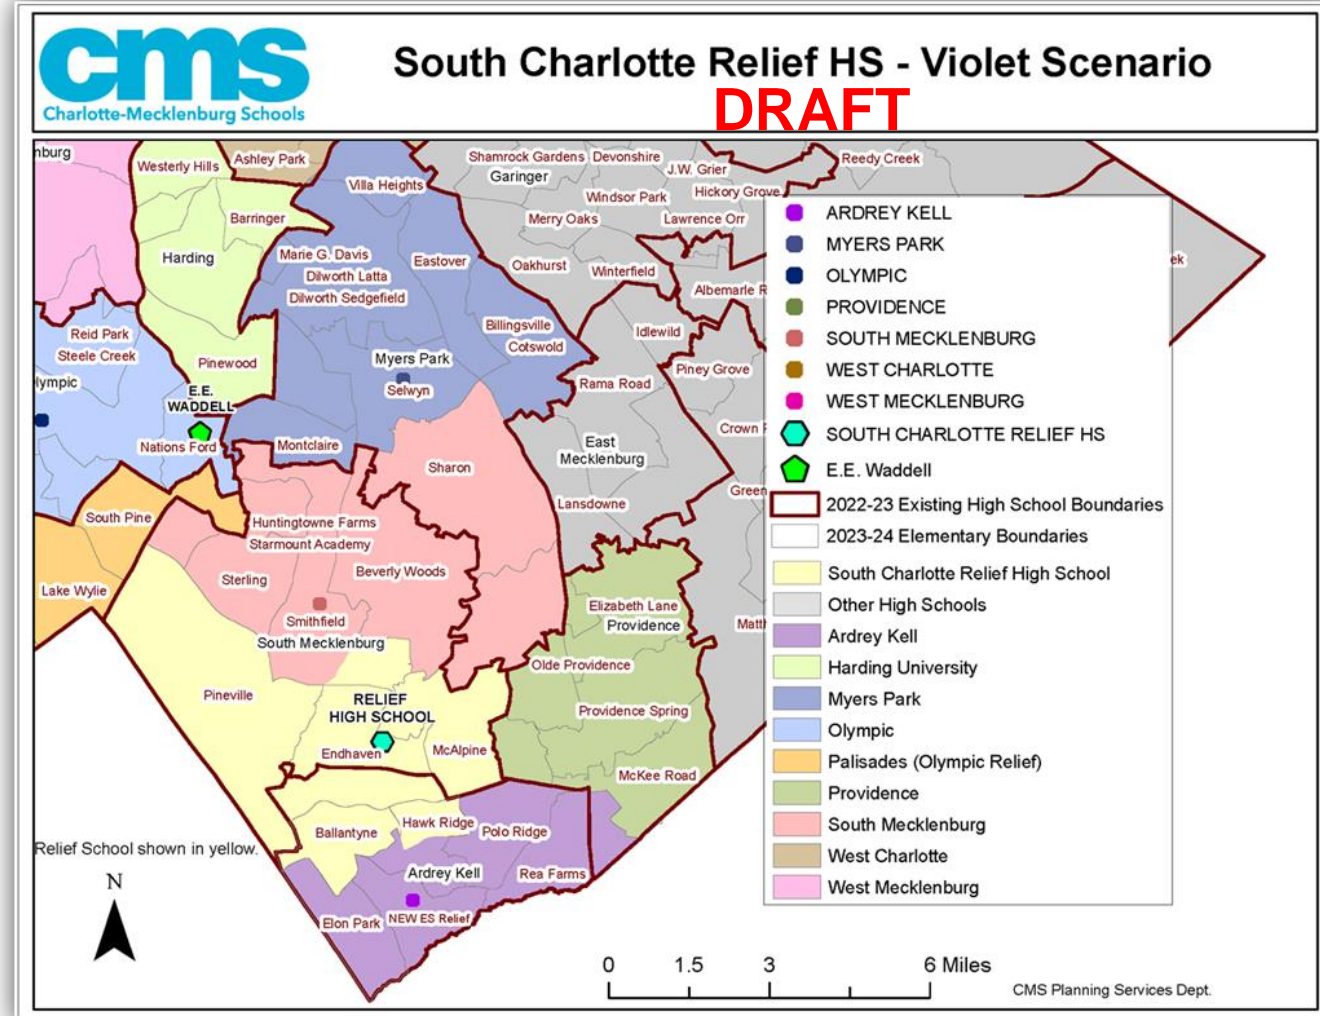 cms
Charlotte-Mecklenburg Schools
South Charlotte Relief HS - Violet Scenario
DRAFT
nburg
Westerly Hills
Ashley Park
Villa Heights
Barringer
Harding
Marie G. Davis
Dilworth Latta
Dilworth Sedgefield
Eastover
Shamrock Gardens
Devonshire
Garinger
J.W. Grier
Reedy Creek
Windsor Park
Hickory Grove
Merry Oaks
Lawrence Orr
Oakhurst
Winterfield
Albemarle R
ek
Reid Park
Steele Creek
lympic
Pinewood
E.E.
WADDELL
Nations Ford
Billingsville
Cotswold
Myers Park
Selwyn
Idlewild
Rama Road
Piney Grove
Montclaire
Sharon
East
Mecklenburg
Crown
Green
Lansdowne
South Pine
Lake Wylie
Huntingtowne Farms
Starmount Academy
Sterling
Beverly Woods
Smithfield
South Mecklenburg
Elizabeth Lane
Providence
Matth
Olde Providence
Pineville
RELIEF
HIGH SCHOOL
Providence Spring
Endhaven
McAlpine
McKee Road
Ballantyne
Hawk Ridge
Polo Ridge
Ardrey Kell
Rea Farms
Elon Park
NEW ES Relief
Relief School shown in yellow.
N
ARDREY KELL
MYERS PARK
OLYMPIC
PROVIDENCE
SOUTH MECKLENBURG
WEST CHARLOTTE
WEST MECKLENBURG
SOUTH CHARLOTTE RELIEF HS
E.E. Waddell
2022-23 Existing High School Boundaries
2023-24 Elementary Boundaries
South Charlotte Relief High School
Other High Schools
Ardrey Kell
Harding University
Myers Park
Olympic
Palisades (Olympic Relief)
Providence
South Mecklenburg
West Charlotte
West Mecklenburg
0 1.5 3 6 Miles
CMS Planning Services Dept.